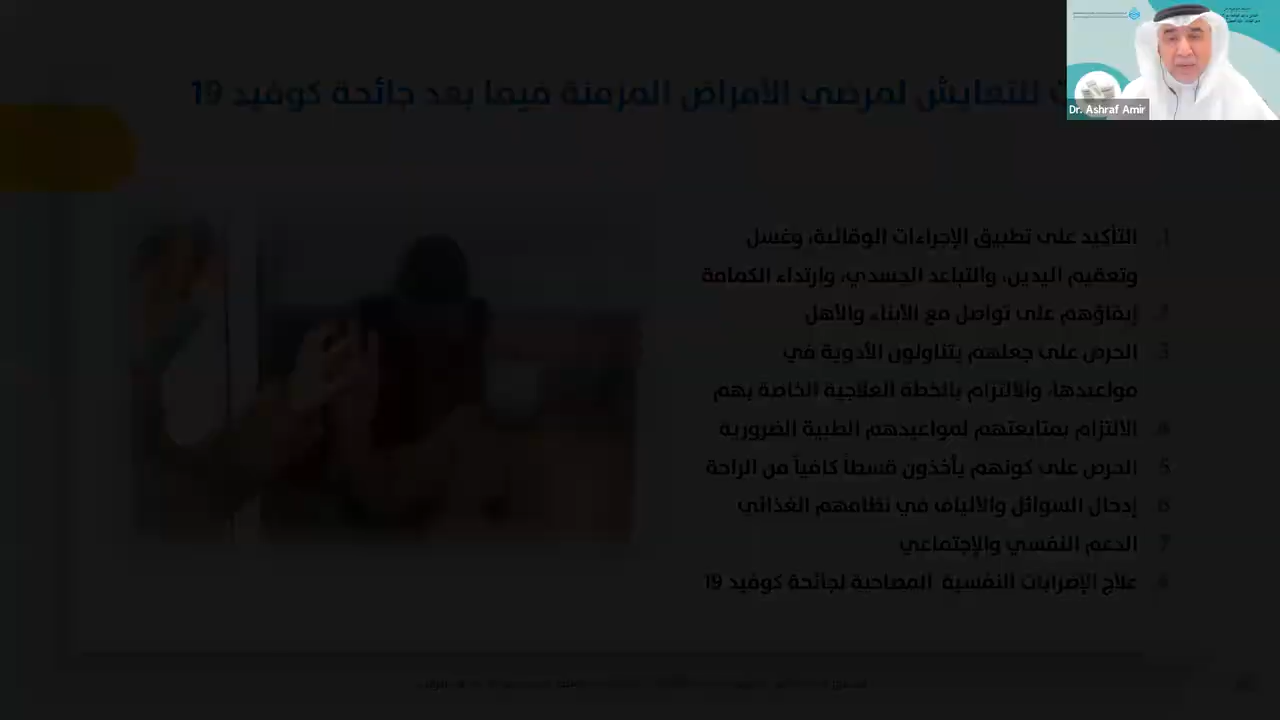 للتعايش لمرضى الأمراض المزمنة فيما بعد جائحة كوفيد 19
Dr. Ashraf Amir
1. التأكيد على تطبيق الإجراءات الوقائية، وغسل
وتعقيم اليدين، والتباعد الجسدي، وارتداء الكمامة
2. إبقاؤهم على تواصل مع الأبناء والأهل
3. الحرص على جعلهم يتناولون الأدوية في
مواعيدها، والالتزام بالخطة العلاجية الخاصة بهم
4. الالتزام بمتابعتهم لمواعيدهم الطبية الضرورية
5. الحرص على كونهم يأخذون قسطاً كافياً من الراحة
6. إدخال السوائل والألياف في نظامهم الغذائي
7. الدعم النفسي والإجتماعي
8. علاج الإضرابات النفسية المصاحبة لجائحة كوفيد 19